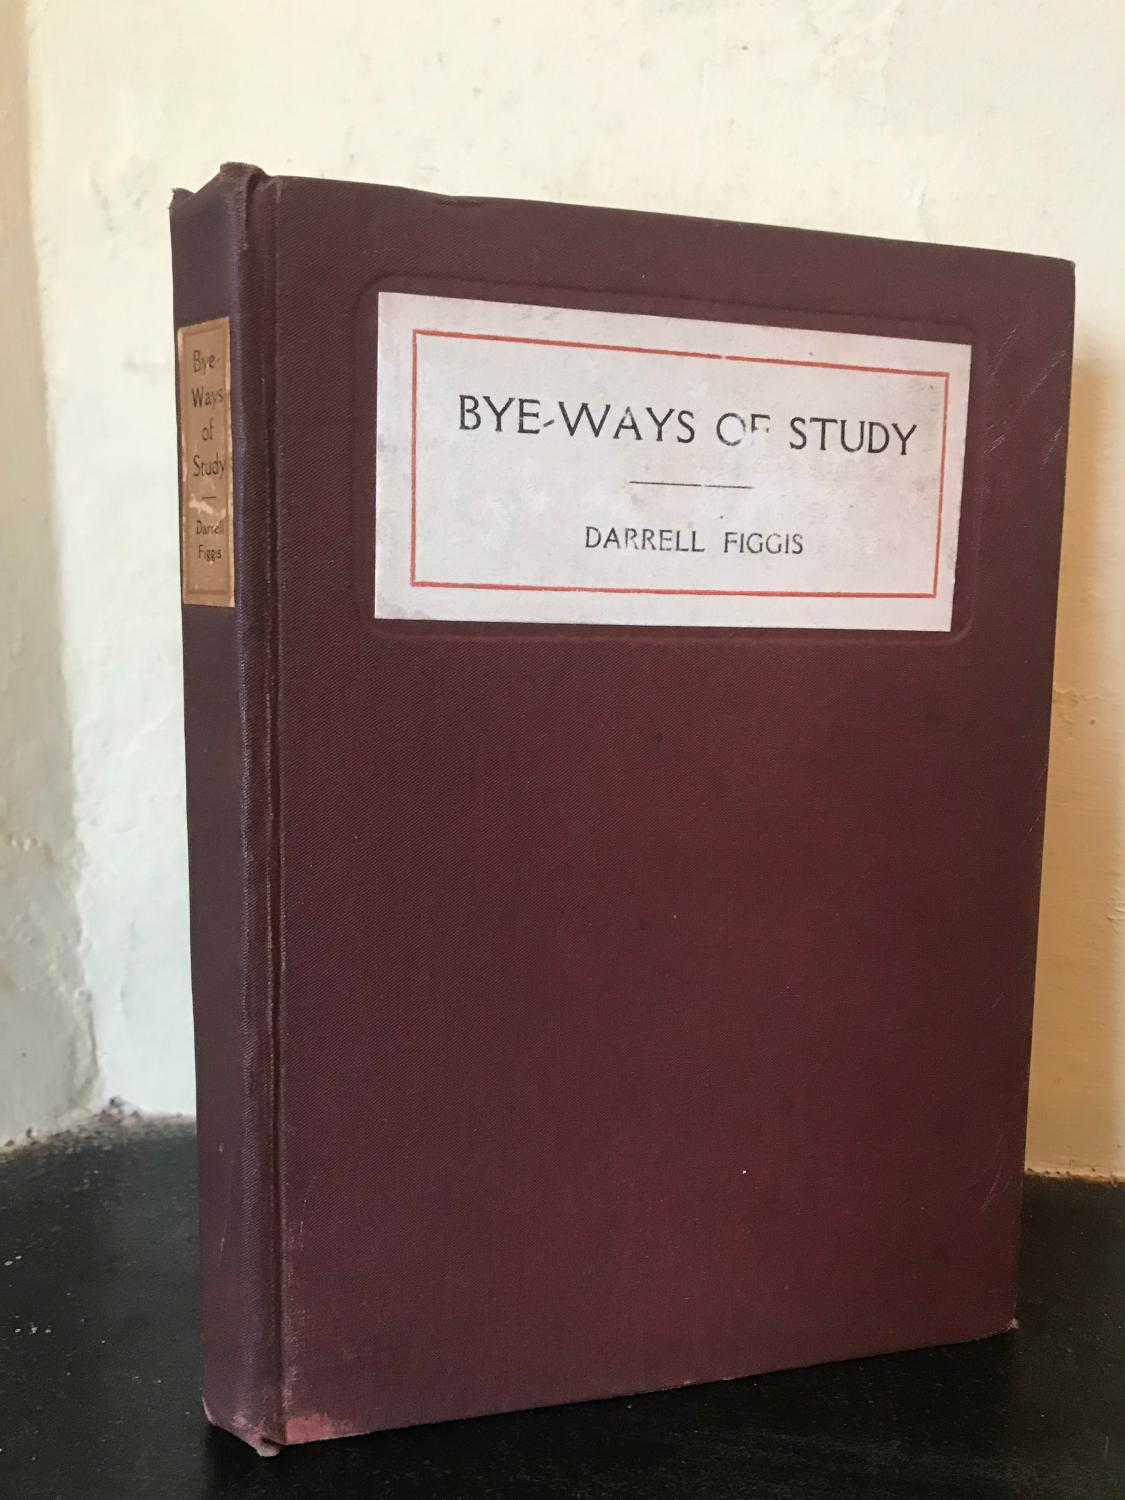 Bye-
Ways
of
Study
Darrell
Figgis
BYE-WAYS OF STUDY
DARRELL FIGGIS